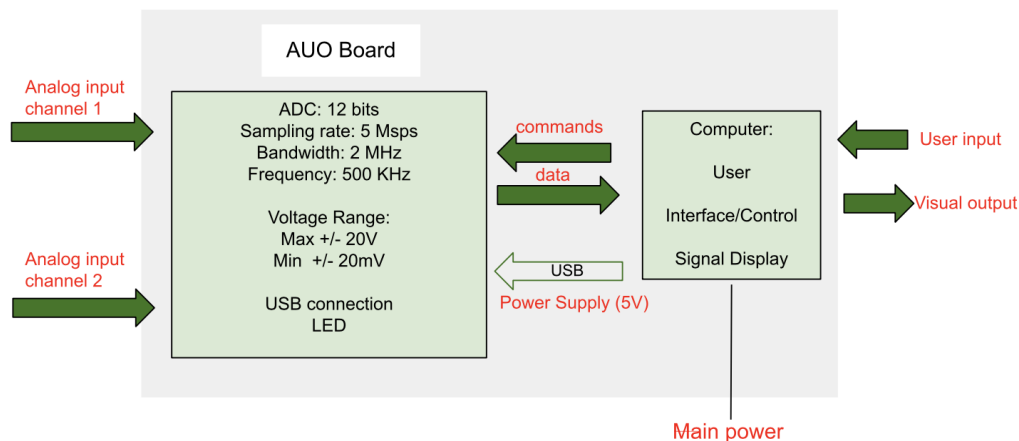 AUO Board
Analog input
channel 1
Analog input
channel 2
ADC: 12 bits
Sampling rate: 5 Msps
Bandwidth: 2 MHz
Frequency: 500 KHz
Voltage Range:
Max +/- 20V
Min +/- 20mV
USB connection
LED
commands
data
USB
Power Supply (5V)
Computer:
User
Interface/Control
Signal Display
User input
Visual output
Main power